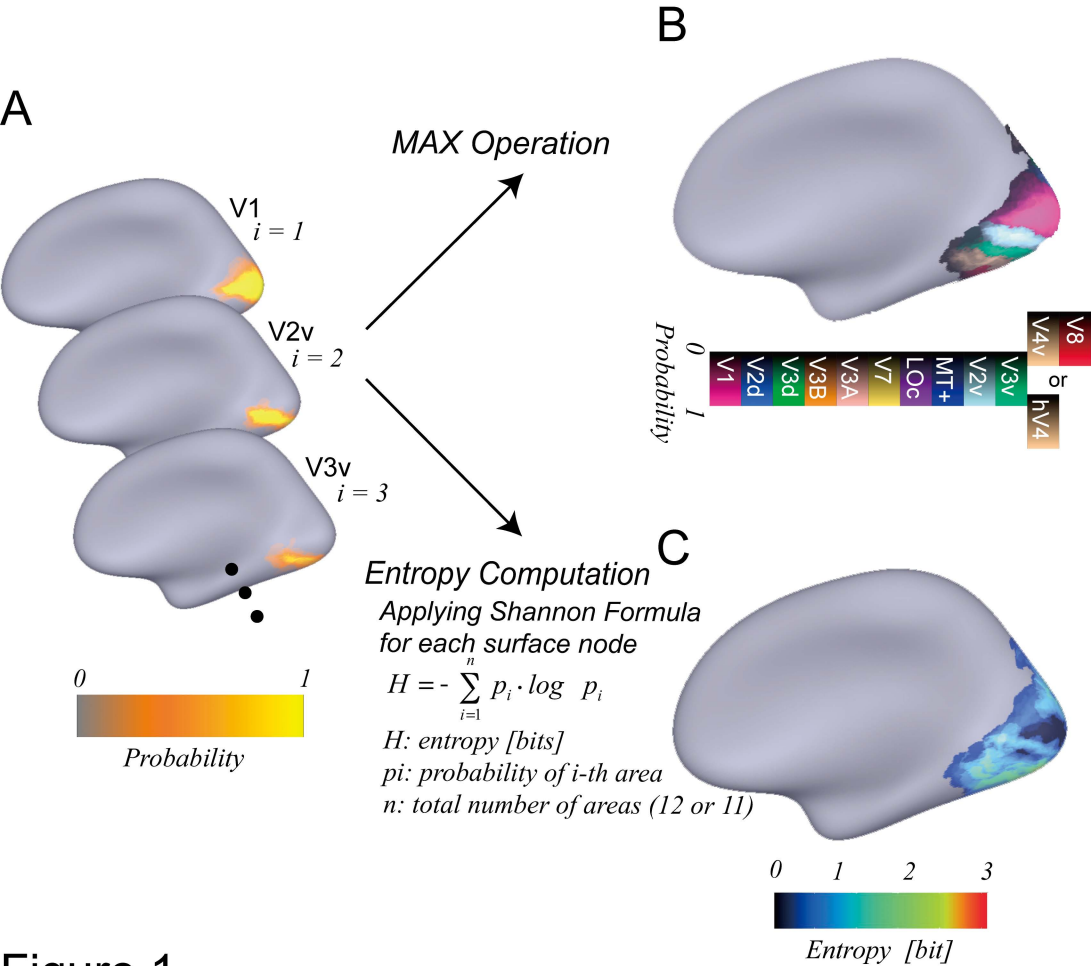 A
V1
i = 1
V2v
i = 2
V3v
i = 3
0 1
Probability
MAX Operation
Entropy Computation
Applying Shannon Formula
for each surface node
H = - n ∑ i=1 pi · log pi
H: entropy [bits]
pi: probability of i-th area
n: total number of areas (12 or 11)
B
Probability
0 1
V1 V2d V3d V3B V3A V7 LOc MT+ V2v V3v V4v V8
or
hV4
C
0 1 2 3
Entropy [bit]
Figure 1